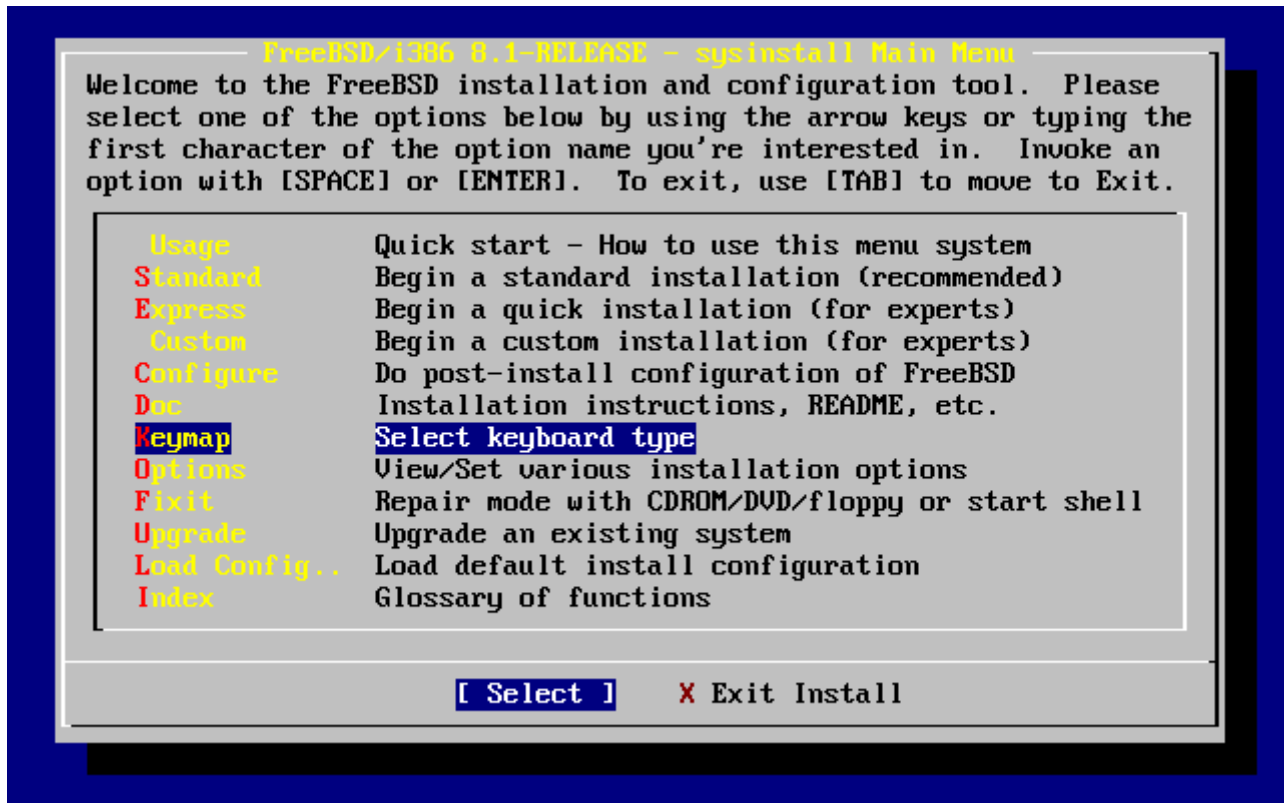 FreeBSD/i386 8.1-RELEASE - sysinstall Main Menu
Welcome to the FreeBSD installation and configuration tool.  Please
select one of the options below by using the arrow keys or typing the
first character of the option name you're interested in.  Invoke an
option with [SPACE] or [ENTER].  To exit, use [TAB] to move to Exit.
Usage Quick start - How to use this menu system
Standard Begin a standard installation (recommended)
Express Begin a quick installation (for experts)
Custom Begin a custom installation (for experts)
Configure Do post-install configuration of FreeBSD
Doc Installation instructions, README, etc.
Keymap Select keyboard type
Options View/Set various installation options
Fixit Repair mode with CDROM/DVD/floppy or start shell
Upgrade Upgrade an existing system
Load Config.. Load default install configuration
Index Glossary of functions
[ Select ] X Exit Install